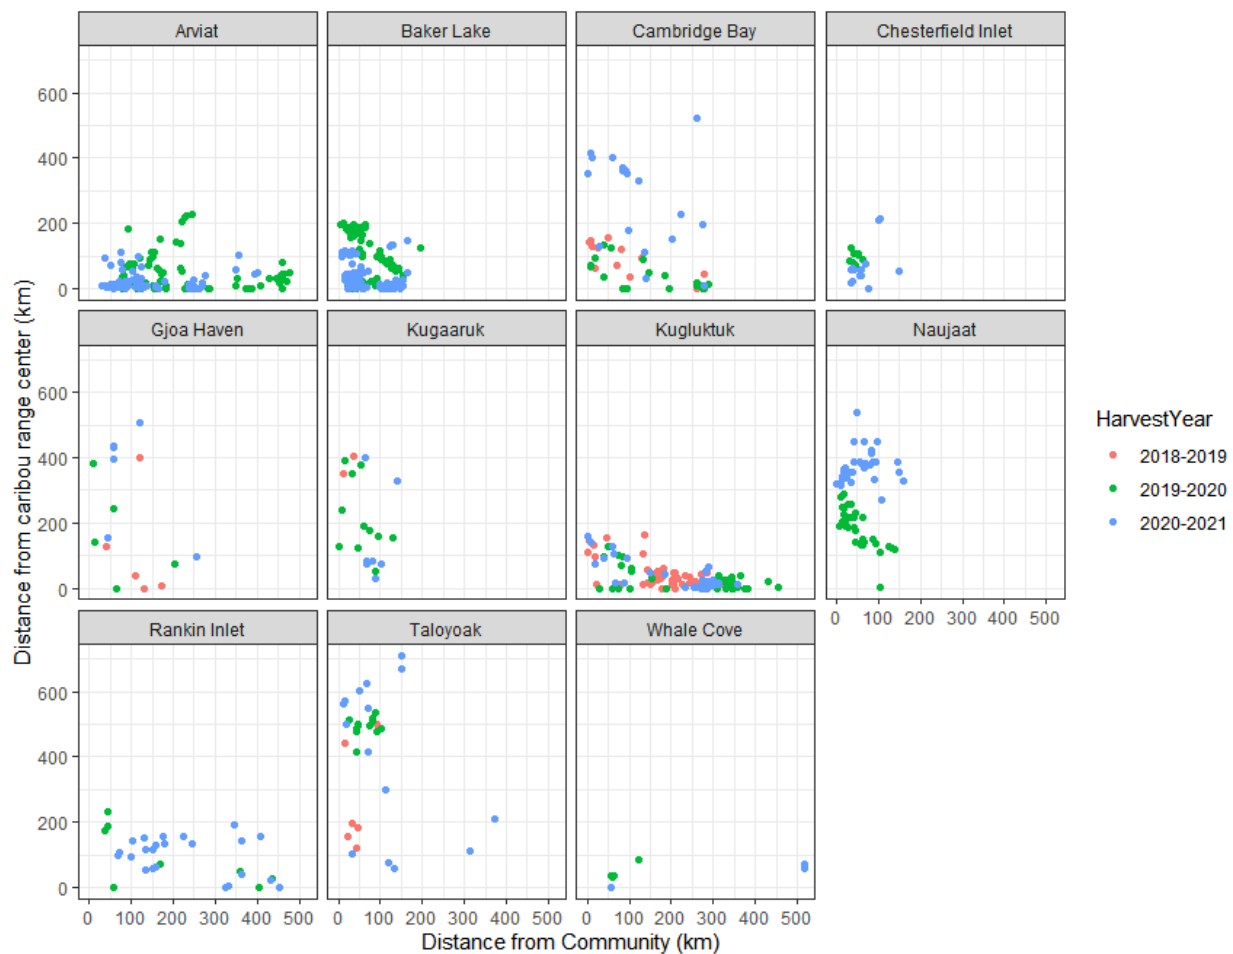 Arviat Baker Lake Cambridge Bay Chesterfield Inlet
600
400
200
0
Gjoa Haven Kugaaruk Kugluktuk Naujaat
600
400
200
0
0 100 200 300 400 500
Rankin Inlet Taloyoak Whale Cove
600
400
200
0
0 100 200 300 400 500 0 100 200 300 400 500 0 100 200 300 400 500
Distance from Community (km)
Distance from caribou range center (km)
HarvestYear
2018-2019
2019-2020
2020-2021